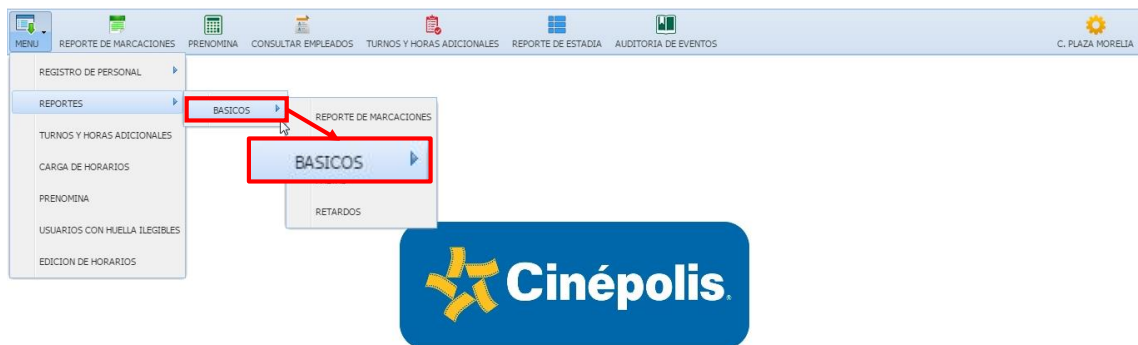 MENU
REPORTE DE MARCACIONES
PRENOMINA
CONSULTAR EMPLEADOS
TURNOS Y HORAS ADICIONALES
REPORTE DE ESTADIA
AUDITORIA DE EVENTOS
C. PLAZA MORELIA
REGISTRO DE PERSONAL
REPORTES
TURNOS Y HORAS ADICIONALES
CARGA DE HORARIOS
PRENOMINA
USUARIOS CON HUELLA ILEGIBLES
EDICION DE HORARIOS
BASICOS
REPORTE DE MARCACIONES
BASICOS
RETARDOS
Cinépolis.